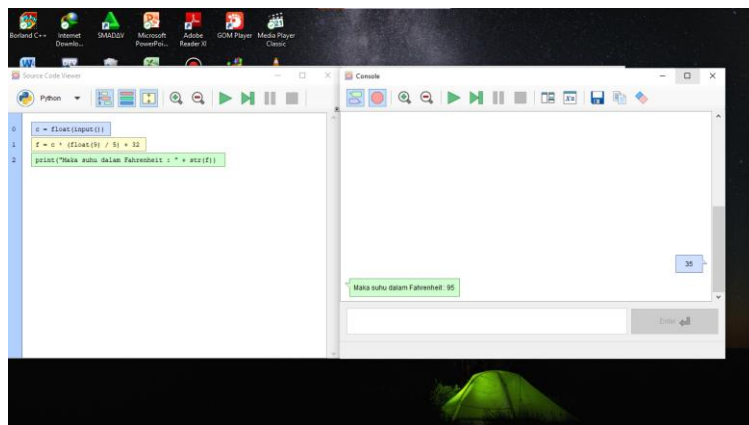 Borland C++
Internet Downlo...
SMADAV
Microsoft PowerPoi...
Adobe Reader XI
GOM Player
Media Player Classic
Source Code Viewer
Python
0 c = float(input())
1 f = c * (float(9) / 5) + 32
2 print("Maka suhu dalam Fahrenheit : " + str(f))
Console
35
Maka suhu dalam Fahrenheit : 95
Enter